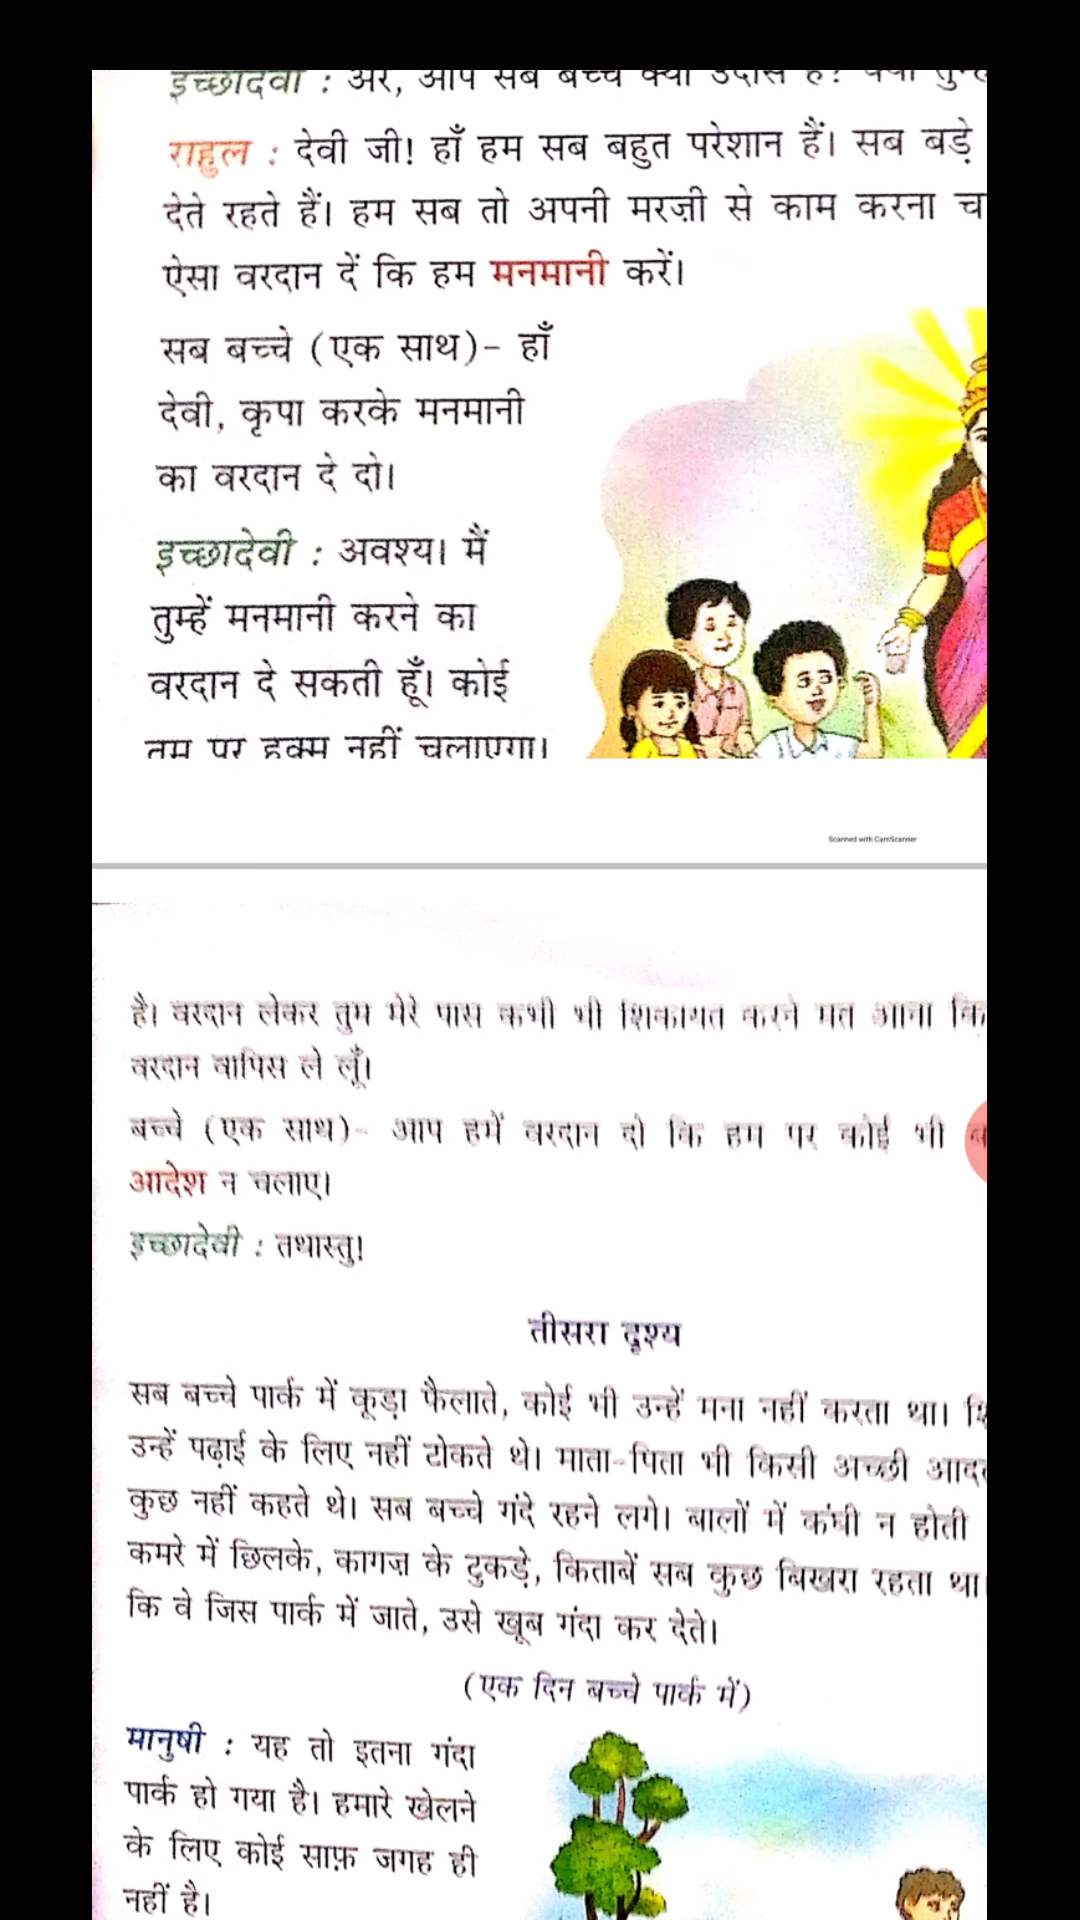 इच्छादेवी : अरे, आप सब बच्चे क्यों उदास हैं? क्या
राहुल : देवी जी! हाँ हम सब बहुत परेशान हैं। सब बड़े
देते रहते हैं। हम सब तो अपनी मरज़ी से काम करना च
ऐसा वरदान दें कि हम मनमानी करें।
सब बच्चे (एक साथ)- हाँ
देवी, कृपा करके मनमानी
का वरदान दे दो।
इच्छादेवी : अवश्य। मैं
तुम्हें मनमानी करने का
वरदान दे सकती हूँ। कोई
तुम पर हुक्म नहीं चलाएगा।
Scanned with CamScanner
है। वरदान लेकर तुम मेरे पास कभी भी शिकायत करने मत आना कि
वरदान वापिस ले लूँ।
बच्चे (एक साथ)- आप हमें वरदान दो कि हम पर कोई भी
आदेश न चलाए।
इच्छादेवी : तथास्तु!
तीसरा दृश्य
सब बच्चे पार्क में कूड़ा फैलाते, कोई भी उन्हें मना नहीं करता था। शि
उन्हें पढ़ाई के लिए नहीं टोकते थे। माता-पिता भी किसी अच्छी आद
कुछ नहीं कहते थे। सब बच्चे गंदे रहने लगे। बालों में कंघी न होती
कमरे में छिलके, कागज़ के टुकड़े, किताबें सब कुछ बिखरा रहता था
कि वे जिस पार्क में जाते, उसे खूब गंदा कर देते।
(एक दिन बच्चे पार्क में)
मानुषी : यह तो इतना गंदा
पार्क हो गया है। हमारे खेलने
के लिए कोई साफ़ जगह ही
नहीं है।